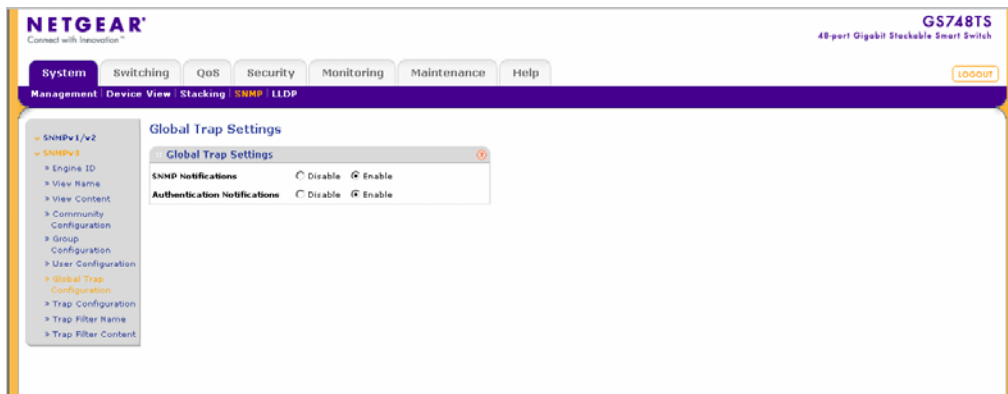 NETGEAR
Connect with Innovation™
GS748TS
48-port Gigabit Stackable Smart Switch
System Switching QoS Security Monitoring Maintenance Help
LOGOUT
Management Device View Stacking SNMP LLDP
SNMPv1/v2
SNMPv3
» Engine ID
» View Name
» View Content
» Community
Configuration
» Group
Configuration
» User Configuration
» Global Trap
Configuration
» Trap Configuration
» Trap Filter Name
» Trap Filter Content
Global Trap Settings
Global Trap Settings
SNMP Notifications Disable Enable
Authentication Notifications Disable Enable